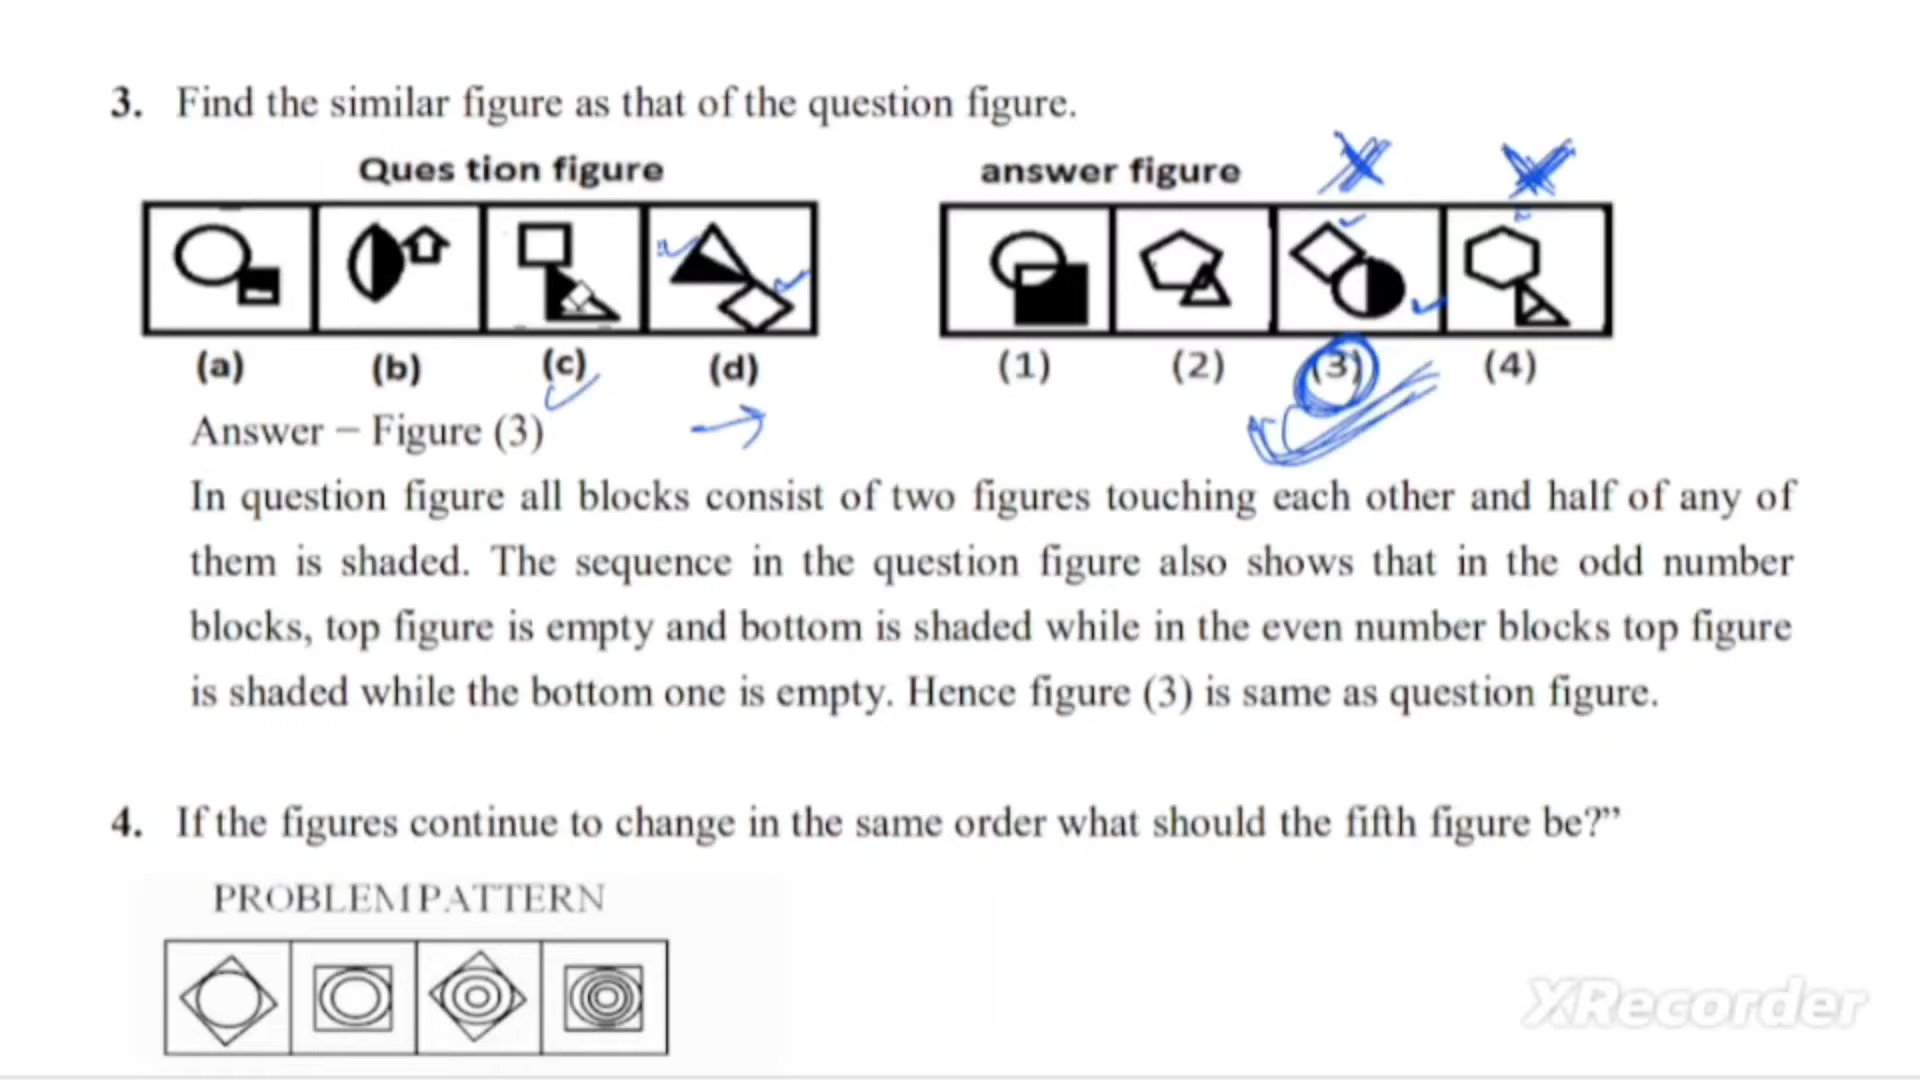 3. Find the similar figure as that of the question figure.
Ques tion figure answer figure
(a) (b) (c) (d) (1) (2) (3) (4)
Answer – Figure (3)
In question figure all blocks consist of two figures touching each other and half of any of
them is shaded. The sequence in the question figure also shows that in the odd number
blocks, top figure is empty and bottom is shaded while in the even number blocks top figure
is shaded while the bottom one is empty. Hence figure (3) is same as question figure.
4. If the figures continue to change in the same order what should the fifth figure be?”
PROBLEM PATTERN
XRecorder